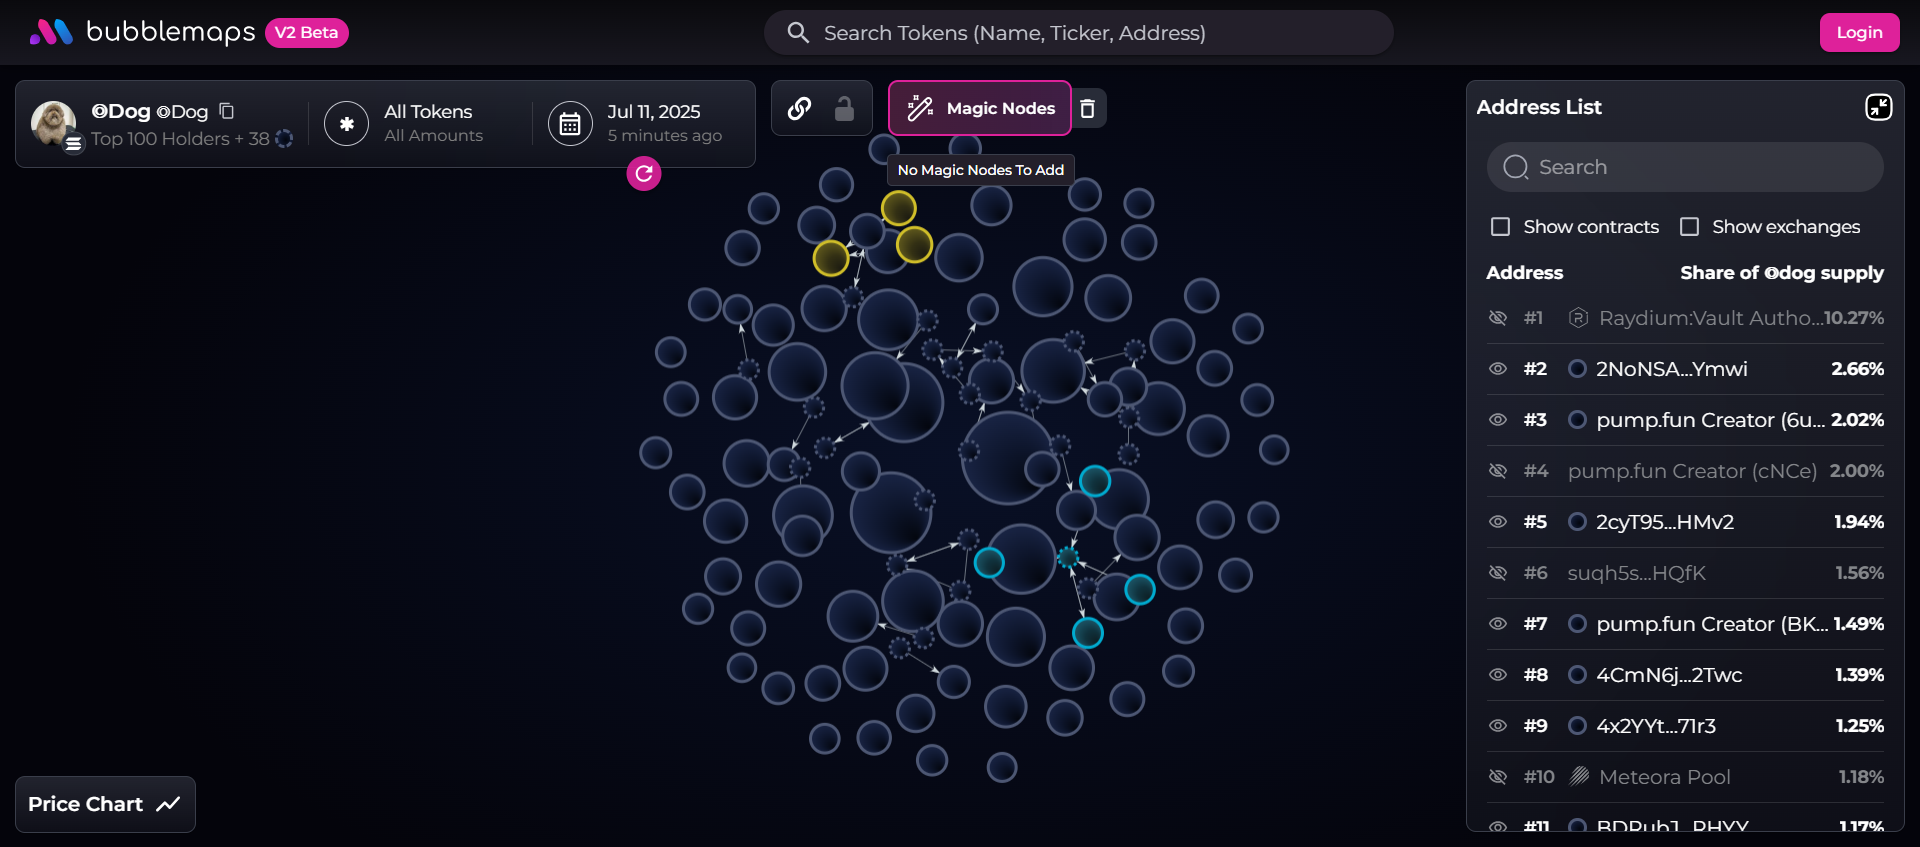 bubblemaps V2 Beta
Search Tokens (Name, Ticker, Address)
Login
⊙Dog ⊙Dog
Top 100 Holders + 38
All Tokens
All Amounts
Jul 11, 2025
5 minutes ago
Magic Nodes
No Magic Nodes To Add
Address List
Search
Show contracts Show exchanges
Address Share of ⊙dog supply
#1 Raydium:Vault Autho... 10.27%
#2 2NoNSA...Ymwi 2.66%
#3 pump.fun Creator (6u... 2.02%
#4 pump.fun Creator (cNCe) 2.00%
#5 2cyT95...HMv2 1.94%
#6 suqh5s...HQfK 1.56%
#7 pump.fun Creator (BK... 1.49%
#8 4CmN6j...2Twc 1.39%
#9 4x2YYt...71r3 1.25%
#10 Meteora Pool 1.18%
#11 1.17%
Price Chart